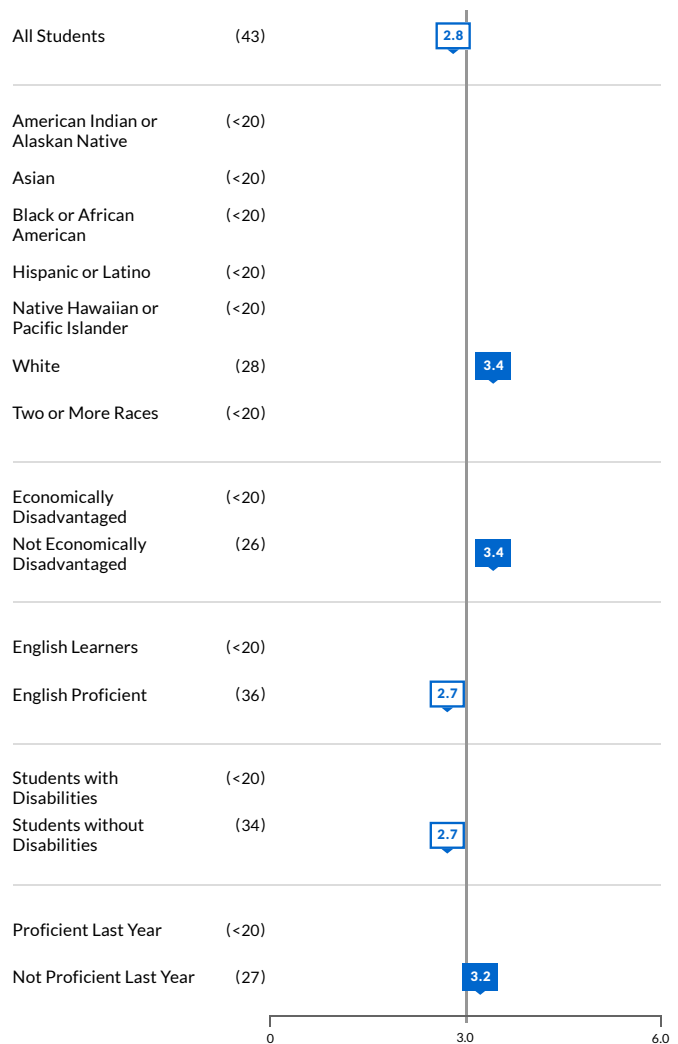 All Students (43) 2.8
American Indian or (<20)
Alaskan Native
Asian (<20)
Black or African (<20)
American
Hispanic or Latino (<20)
Native Hawaiian or (<20)
Pacific Islander
White (28) 3.4
Two or More Races (<20)
Economically (<20)
Disadvantaged
Not Economically (26) 3.4
Disadvantaged
English Learners (<20)
English Proficient (36) 2.7
Students with (<20)
Disabilities
Students without (34) 2.7
Disabilities
Proficient Last Year (<20)
Not Proficient Last Year (27) 3.2
0 3.0 6.0